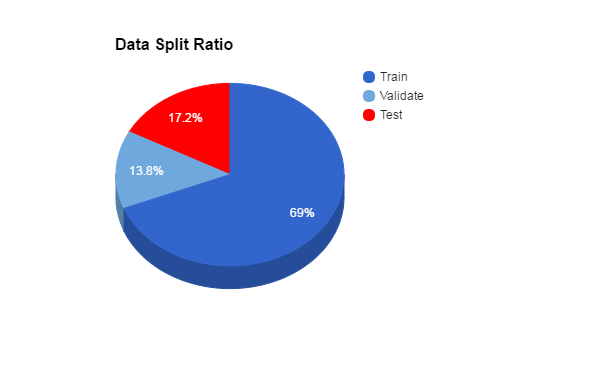 Data Split Ratio
Train
Validate
Test
17.2%
13.8%
69%